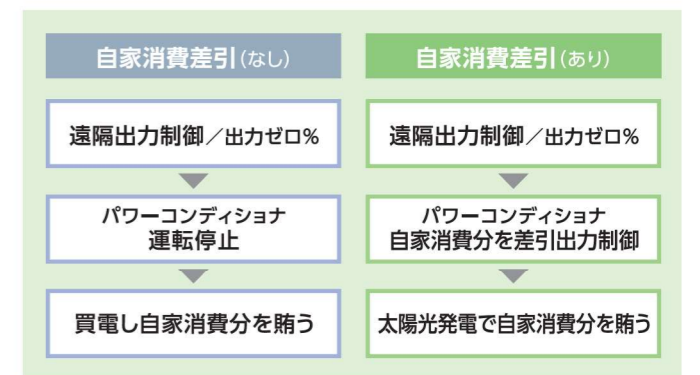 自家消費差引(なし)
遠隔出力制御／出力ゼロ%
パワーコンディショナ
運転停止
買電し自家消費分を賄う
自家消費差引(あり)
遠隔出力制御／出力ゼロ%
パワーコンディショナ
自家消費分を差引出力制御
太陽光発電で自家消費分を賄う